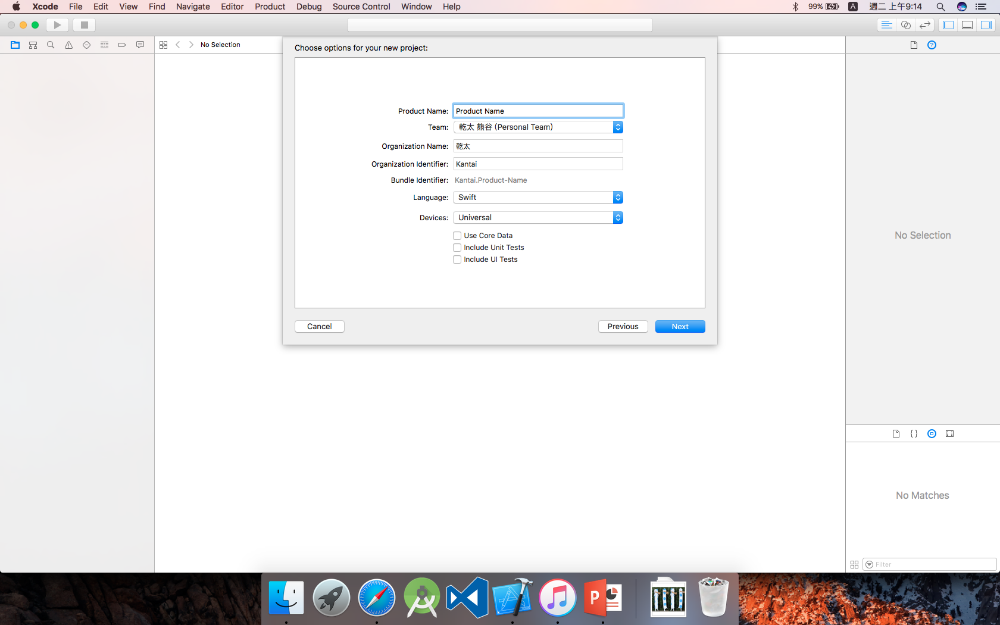 Xcode File Edit View Find Navigate Editor Product Debug Source Control Window Help 99% A 週二 上午9:14
No Selection
Choose options for your new project:
Product Name: Product Name
Team: 乾太 熊谷 (Personal Team)
Organization Name: 乾太
Organization Identifier: Kantai
Bundle Identifier: Kantai.Product-Name
Language: Swift
Devices: Universal
Use Core Data
Include Unit Tests
Include UI Tests
Cancel Previous Next
No Selection
{}
No Matches
Filter
P